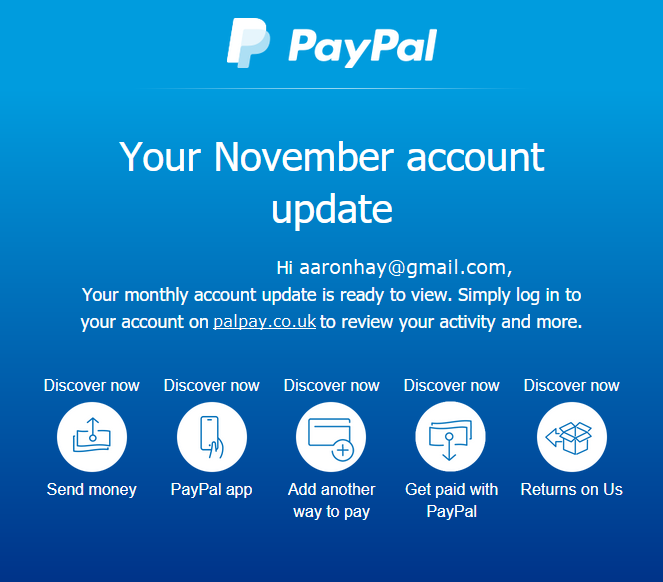 PayPal
Your November account
update
Hi aaronhay@gmail.com,
Your monthly account update is ready to view. Simply log in to
your account on palpay.co.uk to review your activity and more.
Discover now Discover now Discover now Discover now Discover now
Send money PayPal app Add another Get paid with Returns on Us
way to pay PayPal